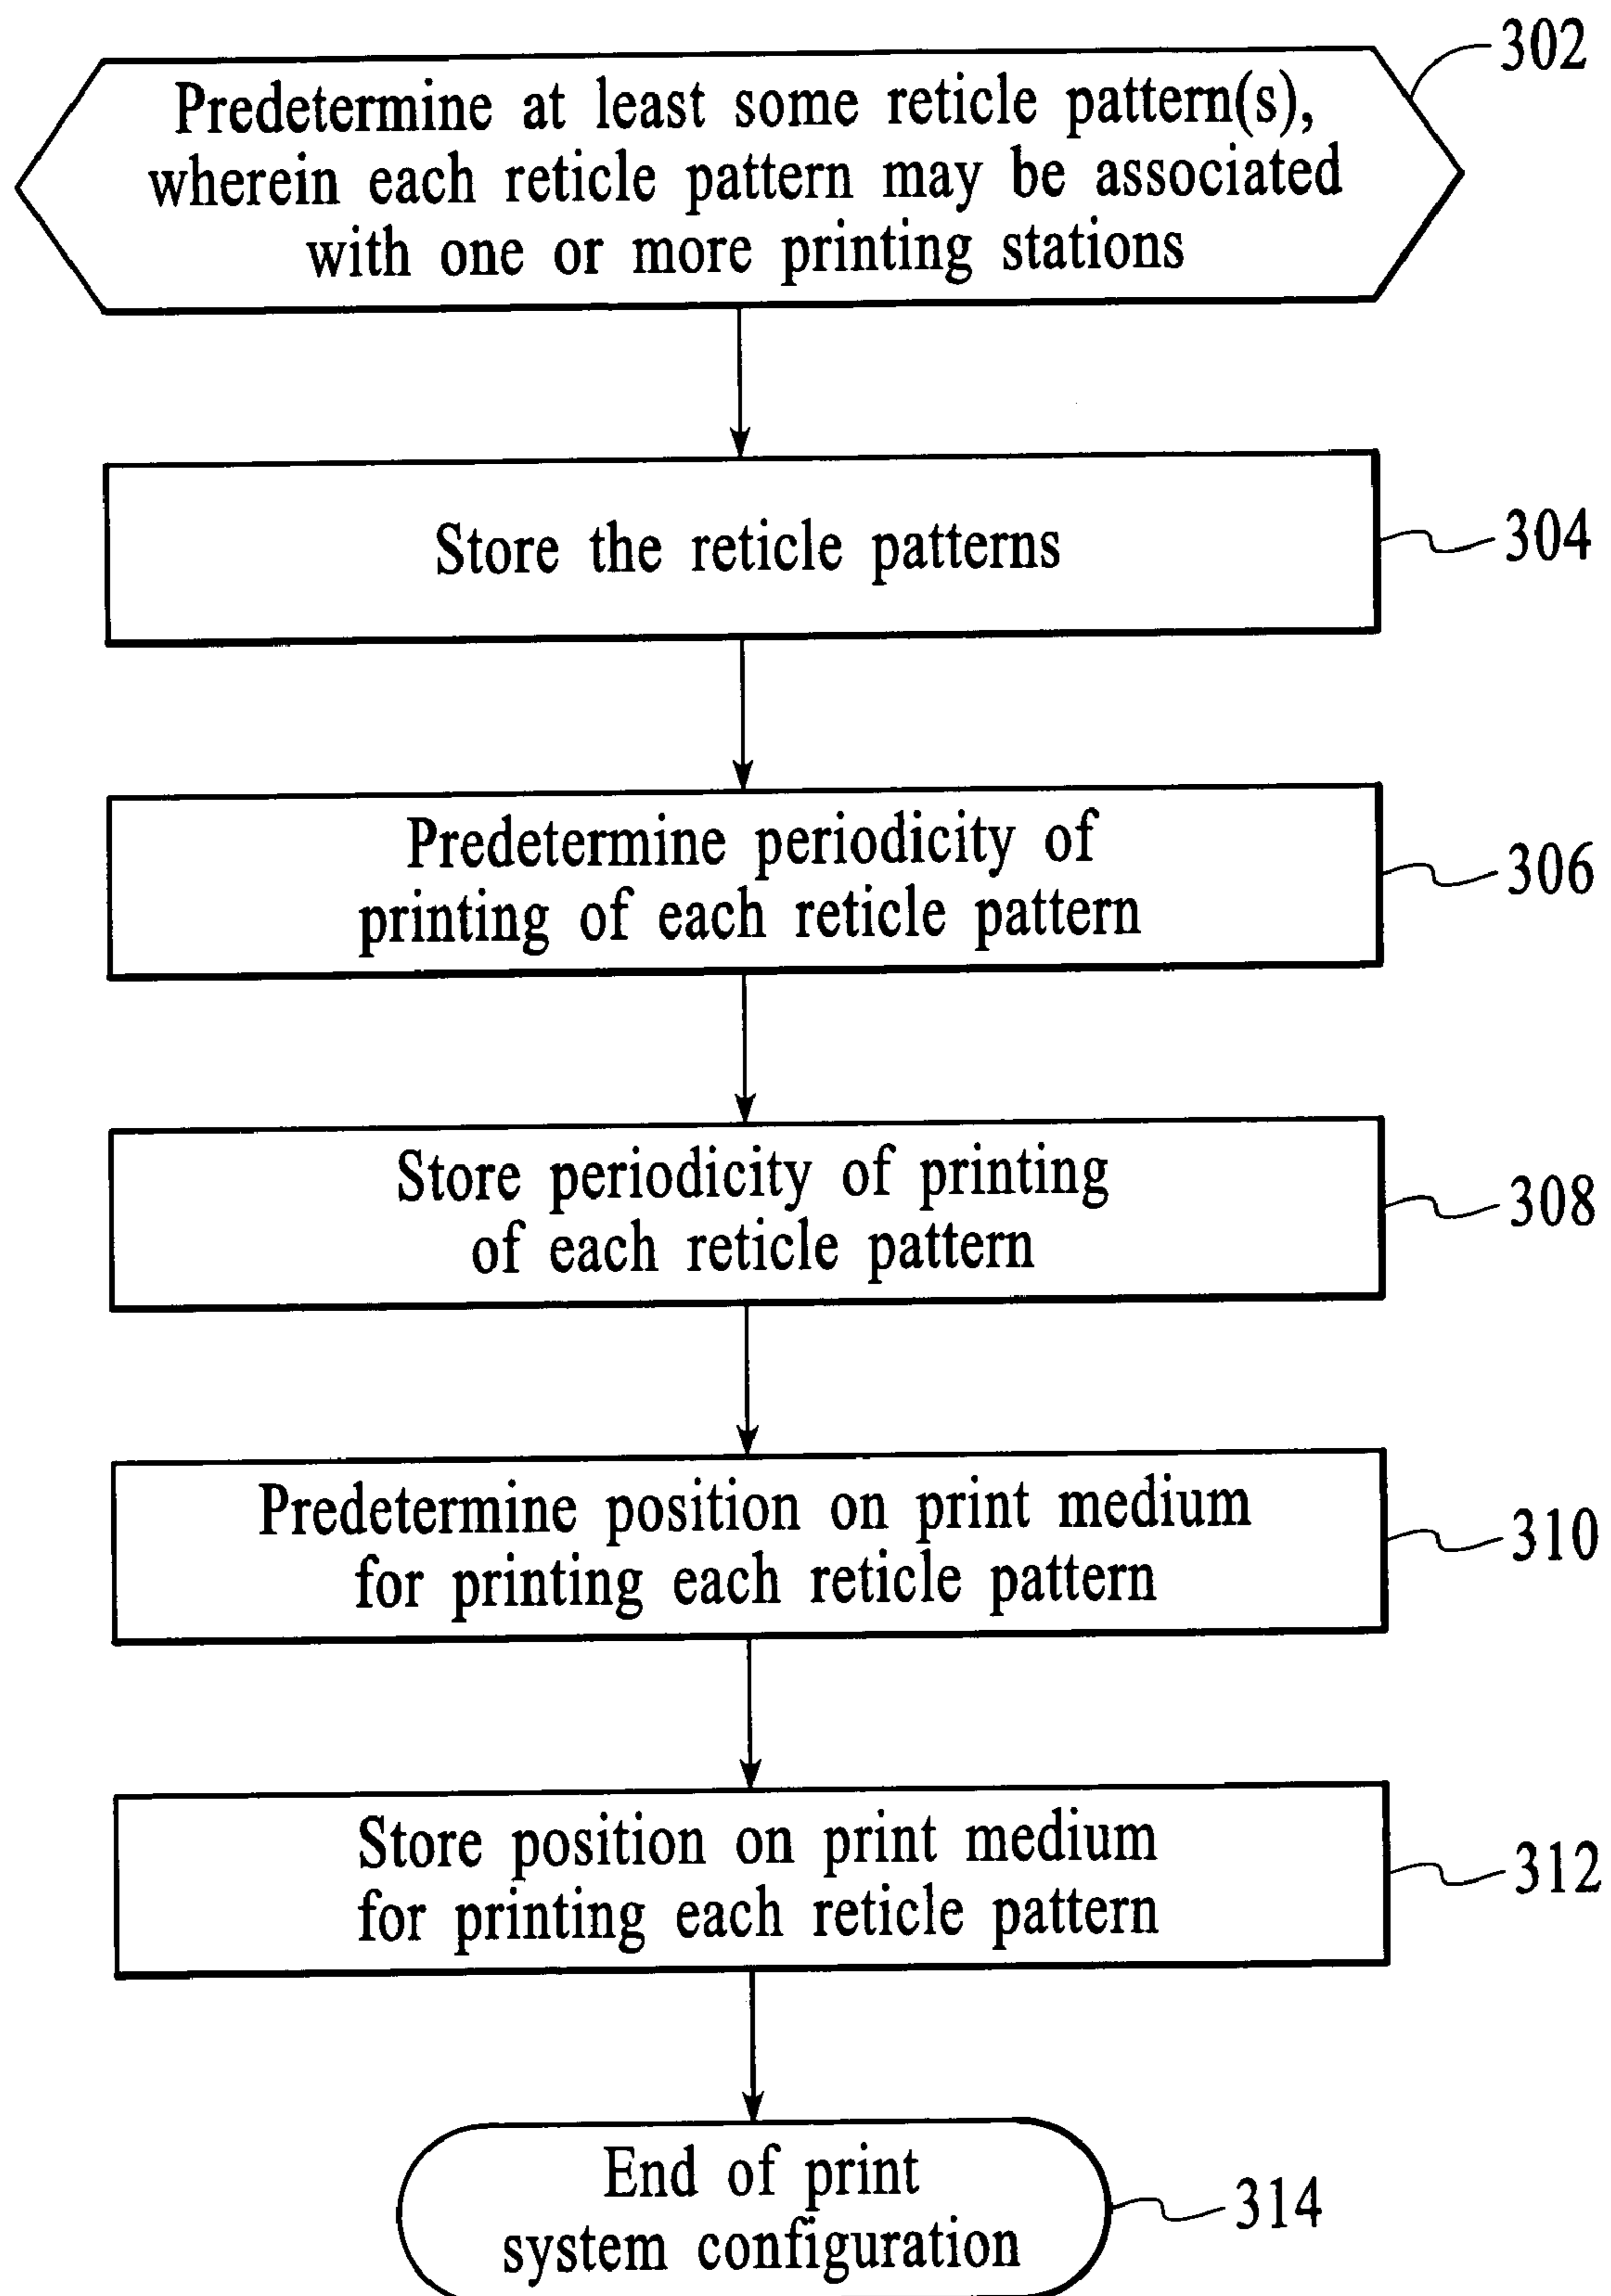 302
Predetermine at least some reticle pattern(s),
wherein each reticle pattern may be associated
with one or more printing stations
Store the reticle patterns
304
Predetermine periodicity of
printing of each reticle pattern
306
Store periodicity of printing
of each reticle pattern
308
Predetermine position on print medium
for printing each reticle pattern
310
Store position on print medium
for printing each reticle pattern
312
End of print
system configuration
314